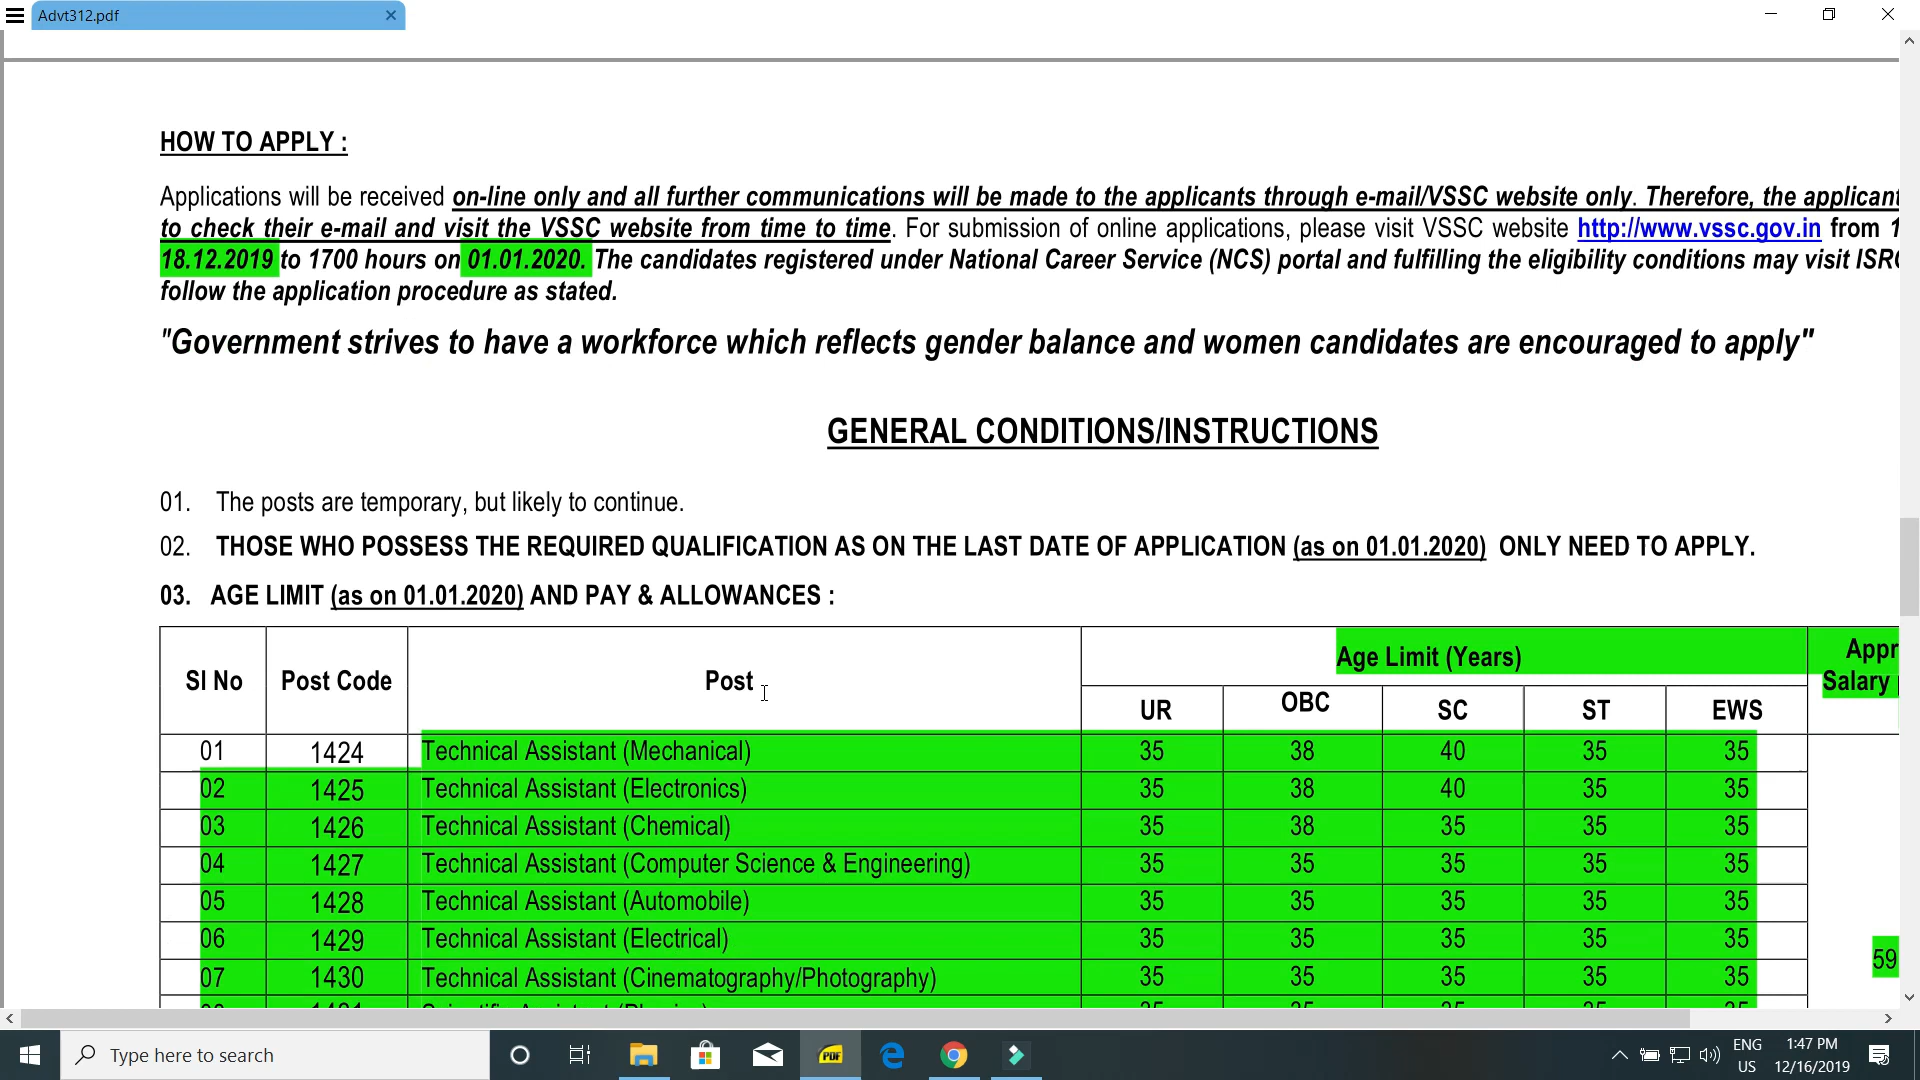 Advt312.pdf
HOW TO APPLY :
Applications will be received on-line only and all further communications will be made to the applicants through e-mail/VSSC website only. Therefore, the applicant
to check their e-mail and visit the VSSC website from time to time. For submission of online applications, please visit VSSC website http://www.vssc.gov.in from 1
18.12.2019 to 1700 hours on 01.01.2020. The candidates registered under National Career Service (NCS) portal and fulfilling the eligibility conditions may visit ISRO
follow the application procedure as stated.
"Government strives to have a workforce which reflects gender balance and women candidates are encouraged to apply"
GENERAL CONDITIONS/INSTRUCTIONS
01. The posts are temporary, but likely to continue.
02. THOSE WHO POSSESS THE REQUIRED QUALIFICATION AS ON THE LAST DATE OF APPLICATION (as on 01.01.2020) ONLY NEED TO APPLY.
03. AGE LIMIT (as on 01.01.2020) AND PAY & ALLOWANCES :
Sl No Post Code Post Age Limit (Years) Appr
Salary
UR OBC SC ST EWS
01 1424 Technical Assistant (Mechanical) 35 38 40 35 35
02 1425 Technical Assistant (Electronics) 35 38 40 35 35
03 1426 Technical Assistant (Chemical) 35 38 35 35 35
04 1427 Technical Assistant (Computer Science & Engineering) 35 35 35 35 35
05 1428 Technical Assistant (Automobile) 35 35 35 35 35
06 1429 Technical Assistant (Electrical) 35 35 35 35 35
59
07 1430 Technical Assistant (Cinematography/Photography) 35 35 35 35 35
Type here to search
PDF
ENG
US
1:47 PM
12/16/2019